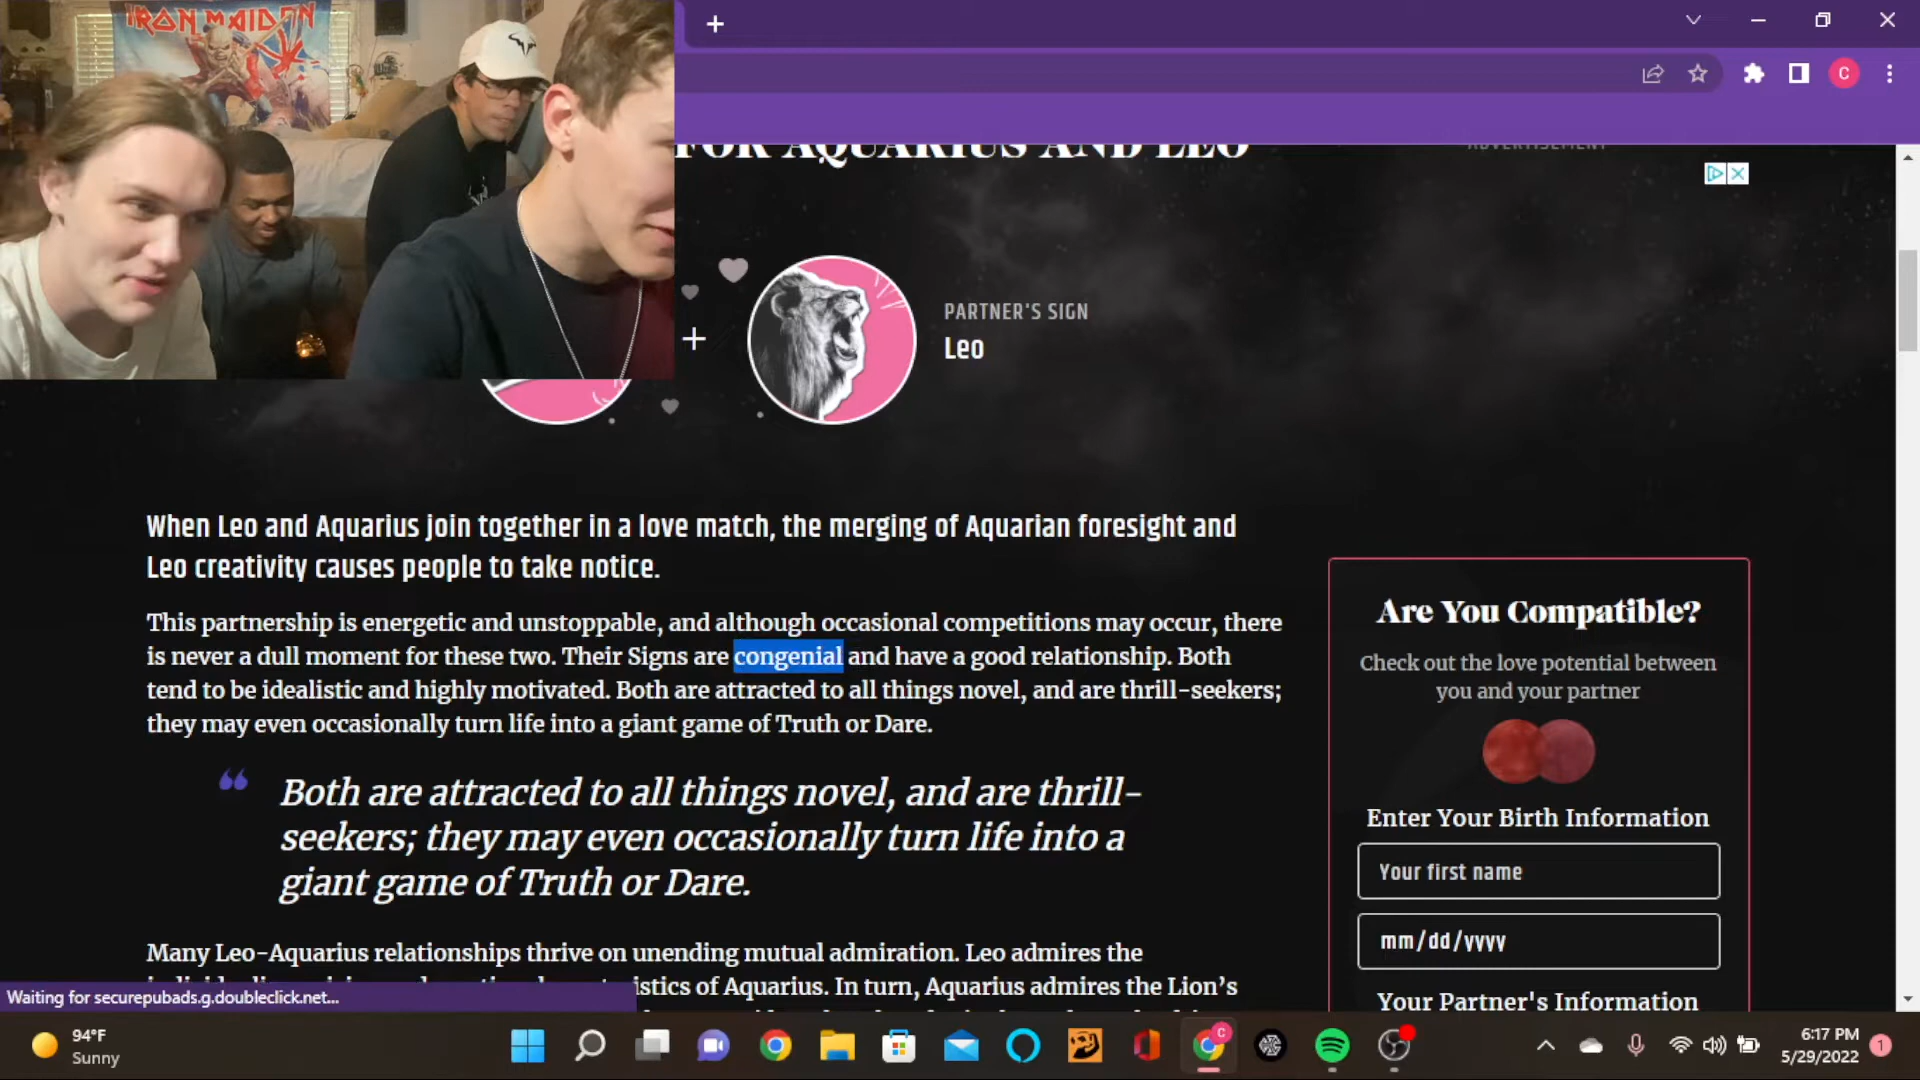 IRON MAIDEN
C
FOR AQUARIUS AND LEO
ADVERTISEMENT
PARTNER'S SIGN
Leo
When Leo and Aquarius join together in a love match, the merging of Aquarian foresight and
Leo creativity causes people to take notice.
This partnership is energetic and unstoppable, and although occasional competitions may occur, there
is never a dull moment for these two. Their Signs are congenial and have a good relationship. Both
tend to be idealistic and highly motivated. Both are attracted to all things novel, and are thrill-seekers;
they may even occasionally turn life into a giant game of Truth or Dare.
“ Both are attracted to all things novel, and are thrill-
seekers; they may even occasionally turn life into a
giant game of Truth or Dare.
Many Leo-Aquarius relationships thrive on unending mutual admiration. Leo admires the
of Aquarius. In turn, Aquarius admires the Lion's
Are You Compatible?
Check out the love potential between
you and your partner
Enter Your Birth Information
Your first name
mm/dd/yyyy
Your Partner's Information
Waiting for securepubads.g.doubleclick.net...
94°F
Sunny
C
6:17 PM
5/29/2022
1